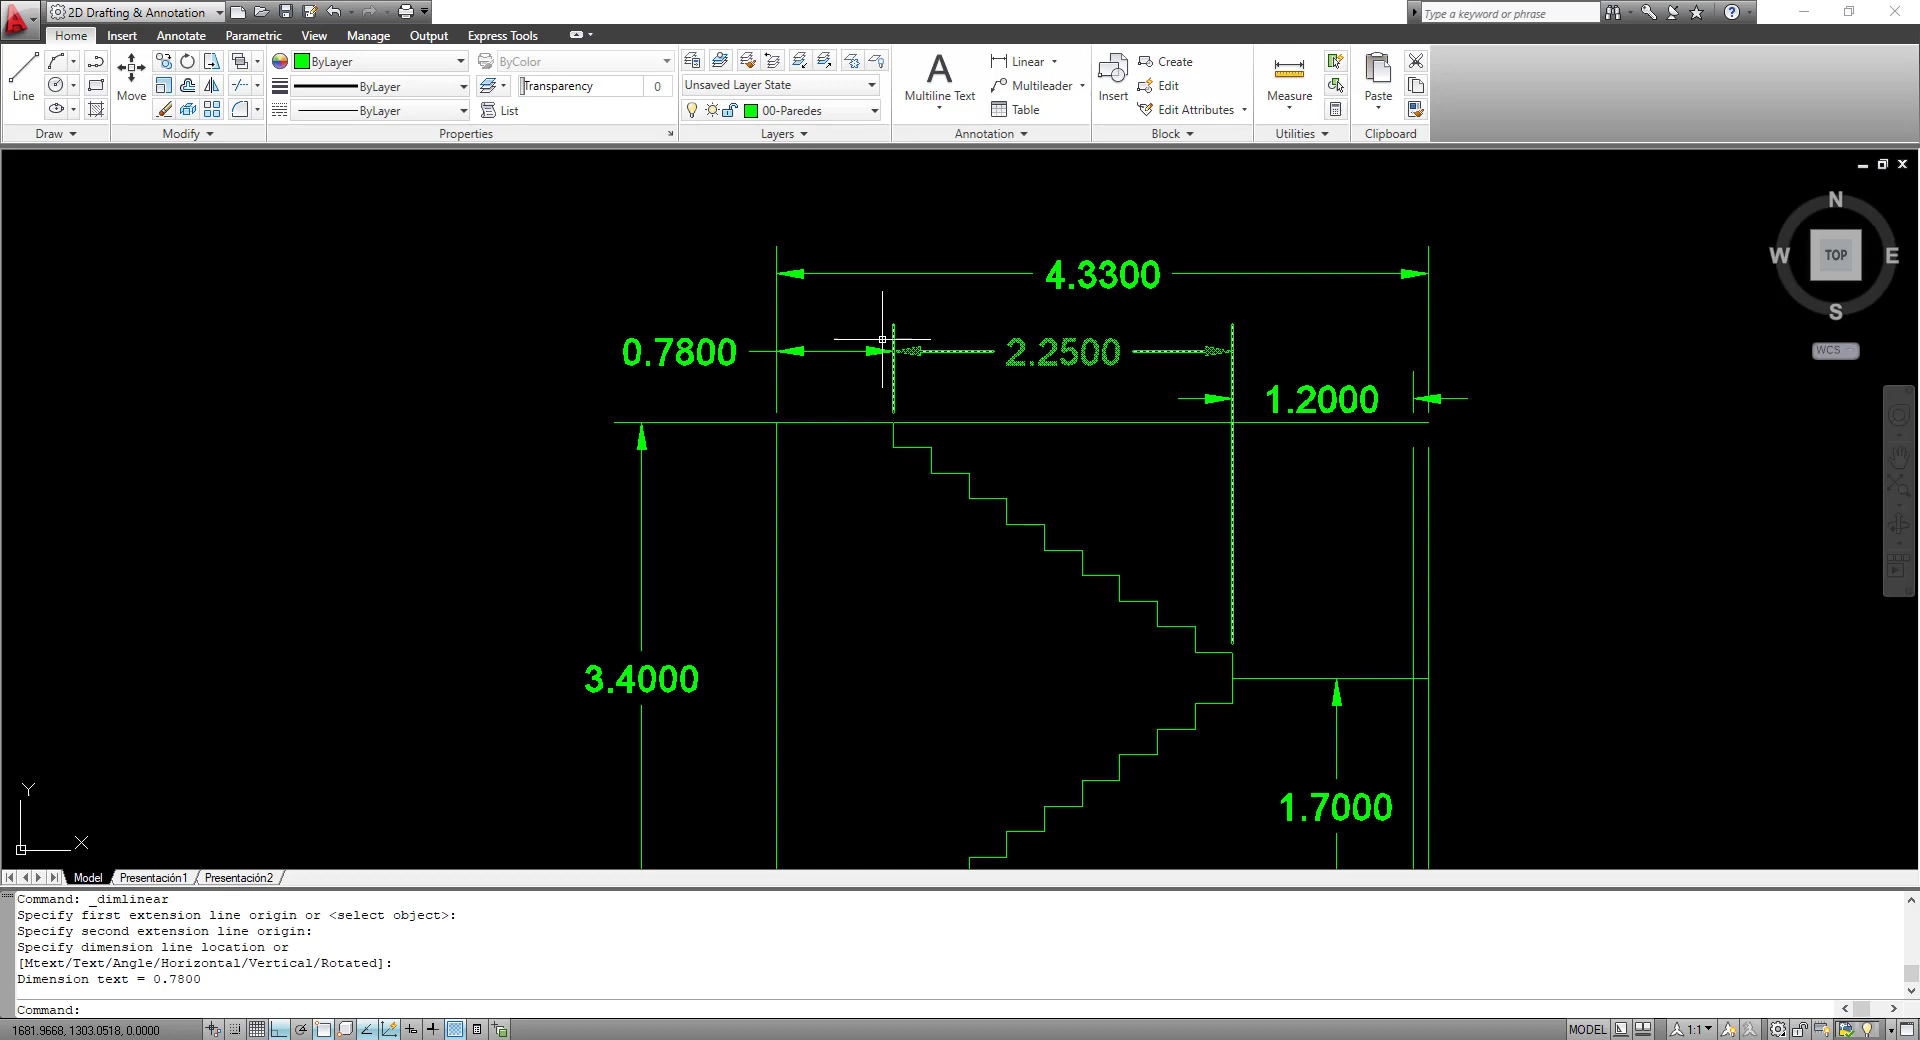 2D Drafting & Annotation
Type a keyword or phrase
Home Insert Annotate Parametric View Manage Output Express Tools
Line
Move
ByLayer
ByLayer
ByLayer
ByColor
Transparency 0
List
Unsaved Layer State
00-Paredes
A
Multiline Text
Linear
Multileader
Table
Insert
Create
Edit
Edit Attributes
Measure
Paste
Draw Modify Properties Layers Annotation Block Utilities Clipboard
N
W TOP E
S
WCS
4.3300
0.7800 2.2500
1.2000
3.4000
1.7000
Y
X
Model Presentación1 Presentación2
Command: _dimlinear
Specify first extension line origin or <select object>:
Specify second extension line origin:
Specify dimension line location or
[Mtext/Text/Angle/Horizontal/Vertical/Rotated]:
Dimension text = 0.7800
Command:
1681.9668, 1303.0518, 0.0000
MODEL 1:1